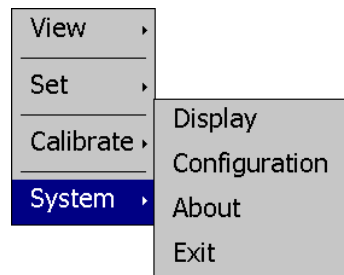 View
Set
Calibrate
System
Display
Configuration
About
Exit